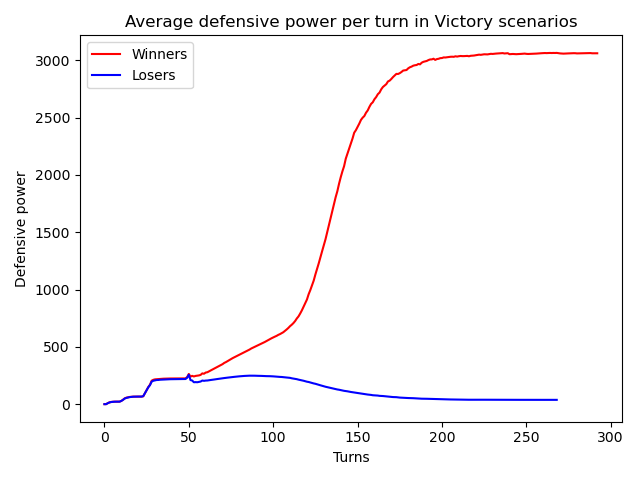 Average defensive power per turn in Victory scenarios
Winners
Losers
Defensive power
3000
2500
2000
1500
1000
500
0
0 50 100 150 200 250 300
Turns